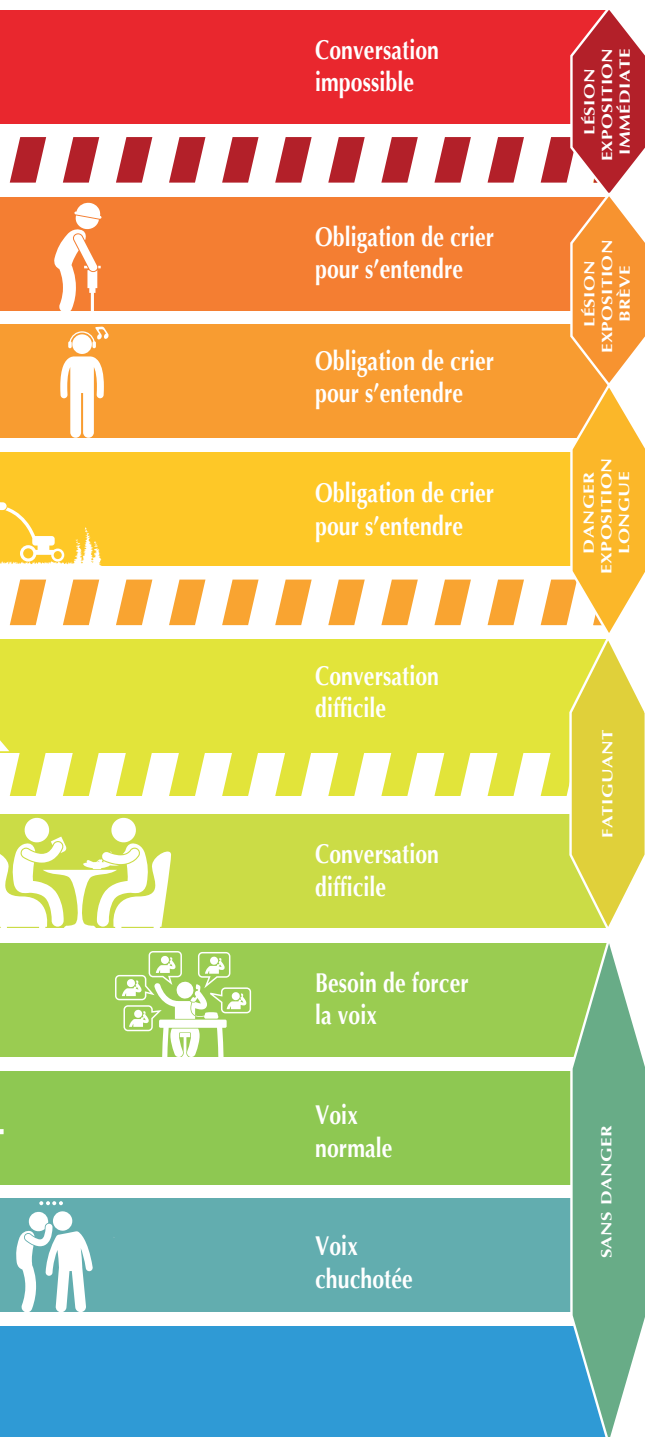 Conversation
impossible
LÉSION
EXPOSITION
IMMÉDIATE
Obligation de crier
pour s'entendre
LÉSION
EXPOSITION
BRÈVE
Obligation de crier
pour s'entendre
Obligation de crier
pour s'entendre
DANGER
EXPOSITION
LONGUE
Conversation
difficile
FATIGUANT
Conversation
difficile
Besoin de forcer
la voix
Voix
normale
SANS DANGER
Voix
chuchotée